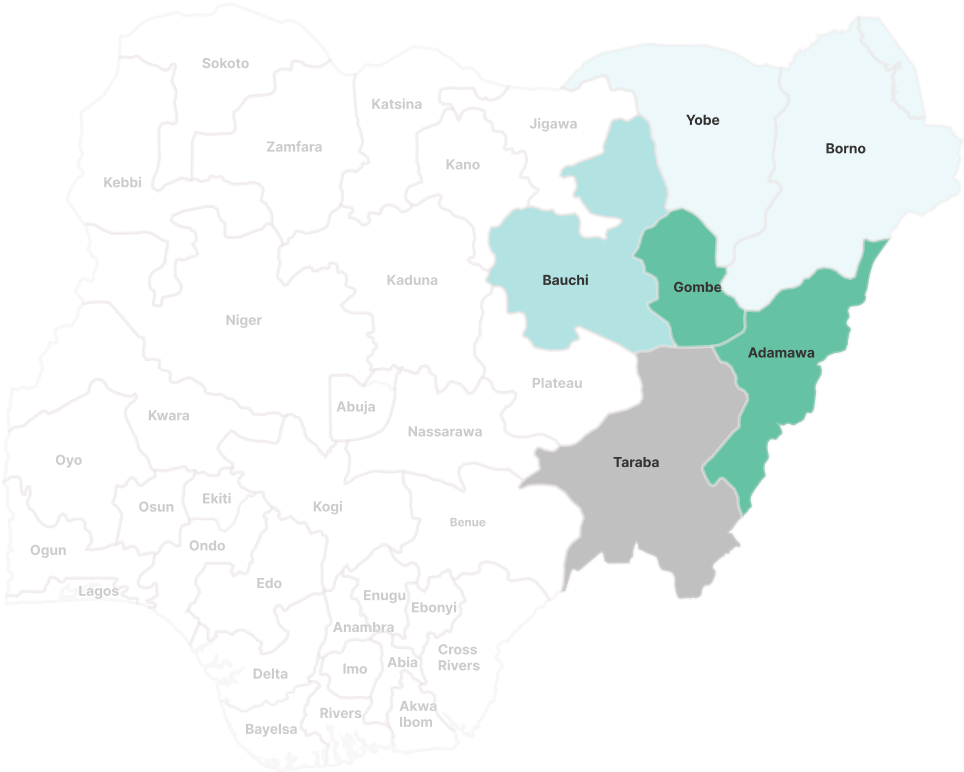 Sokoto
Katsina
Jigawa
Yobe
Borno
Zamfara
Kano
Kebbi
Bauchi
Gombe
Kaduna
Niger
Adamawa
Plateau
Abuja
Kwara
Nassarawa
Oyo
Taraba
Ekiti
Osun
Kogi
Benue
Ondo
Ogun
Edo
Lagos
Enugu
Ebonyi
Anambra
Cross
Rivers
Abia
Imo
Delta
Akwa
Ibom
Rivers
Bayelsa